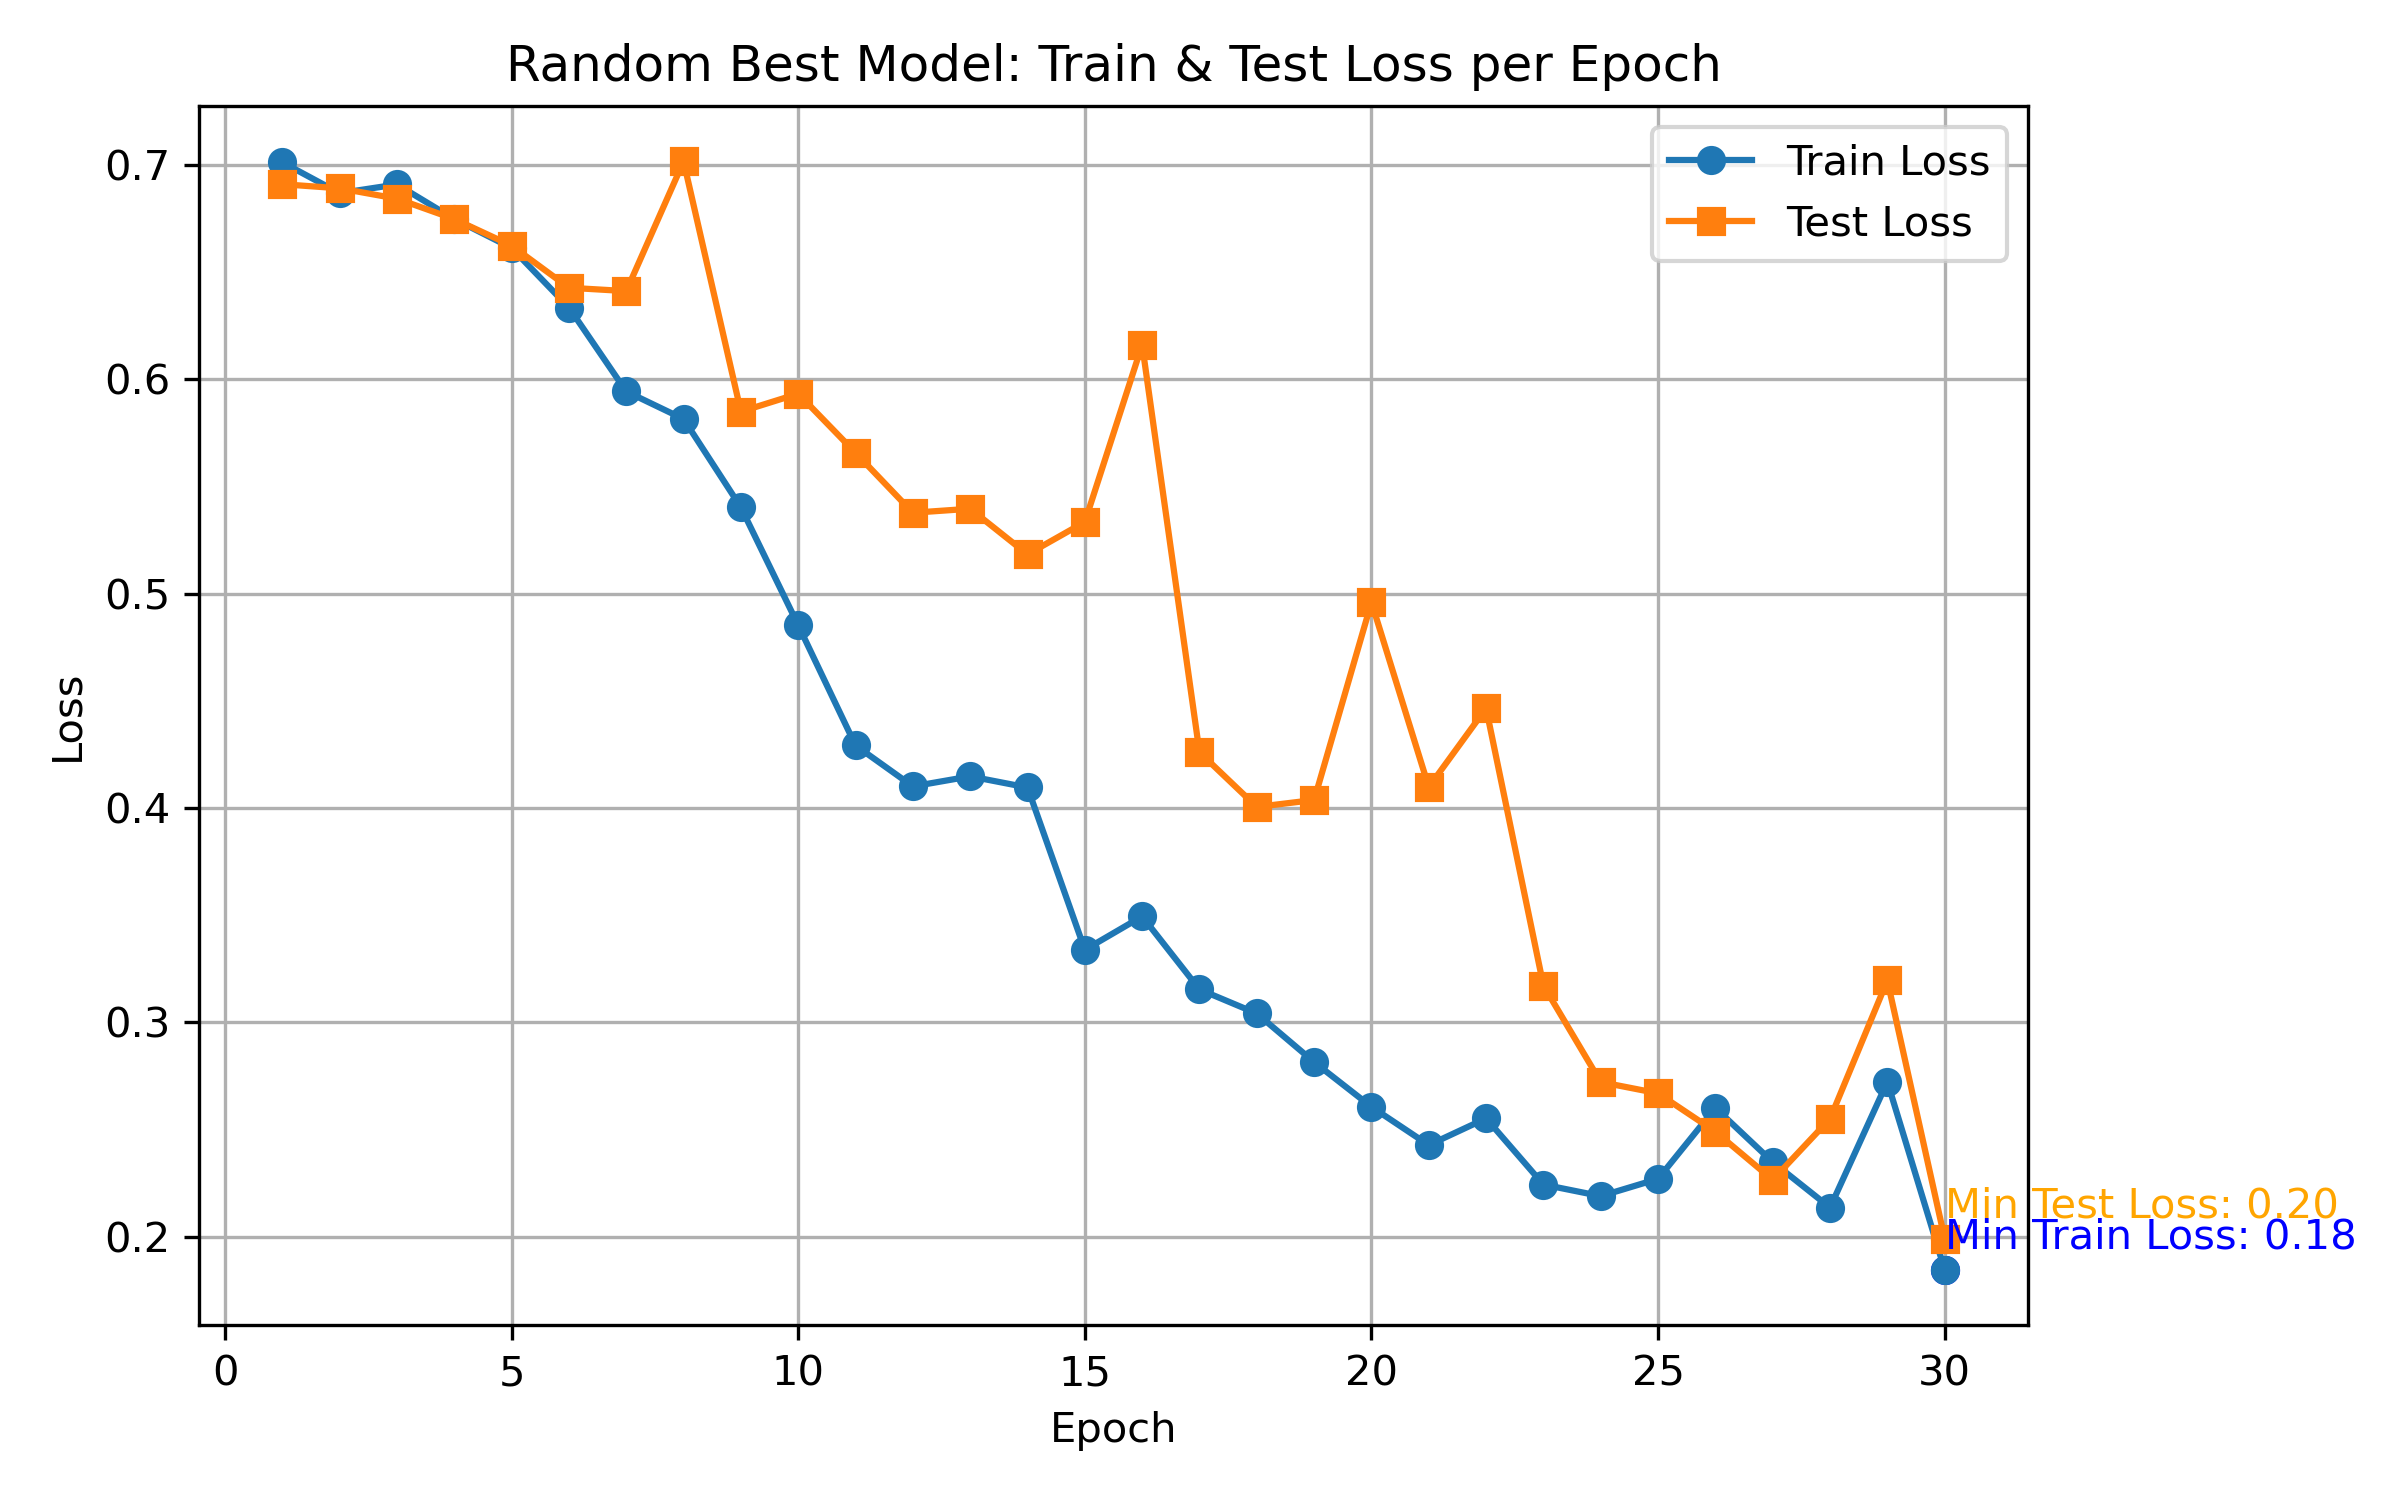 Random Best Model: Train & Test Loss per Epoch
Train Loss
Test Loss
0.7
0.6
0.5
0.4
0.3
0.2
Loss
Min Test Loss: 0.20
Min Train Loss: 0.18
0 5 10 15 20 25 30
Epoch